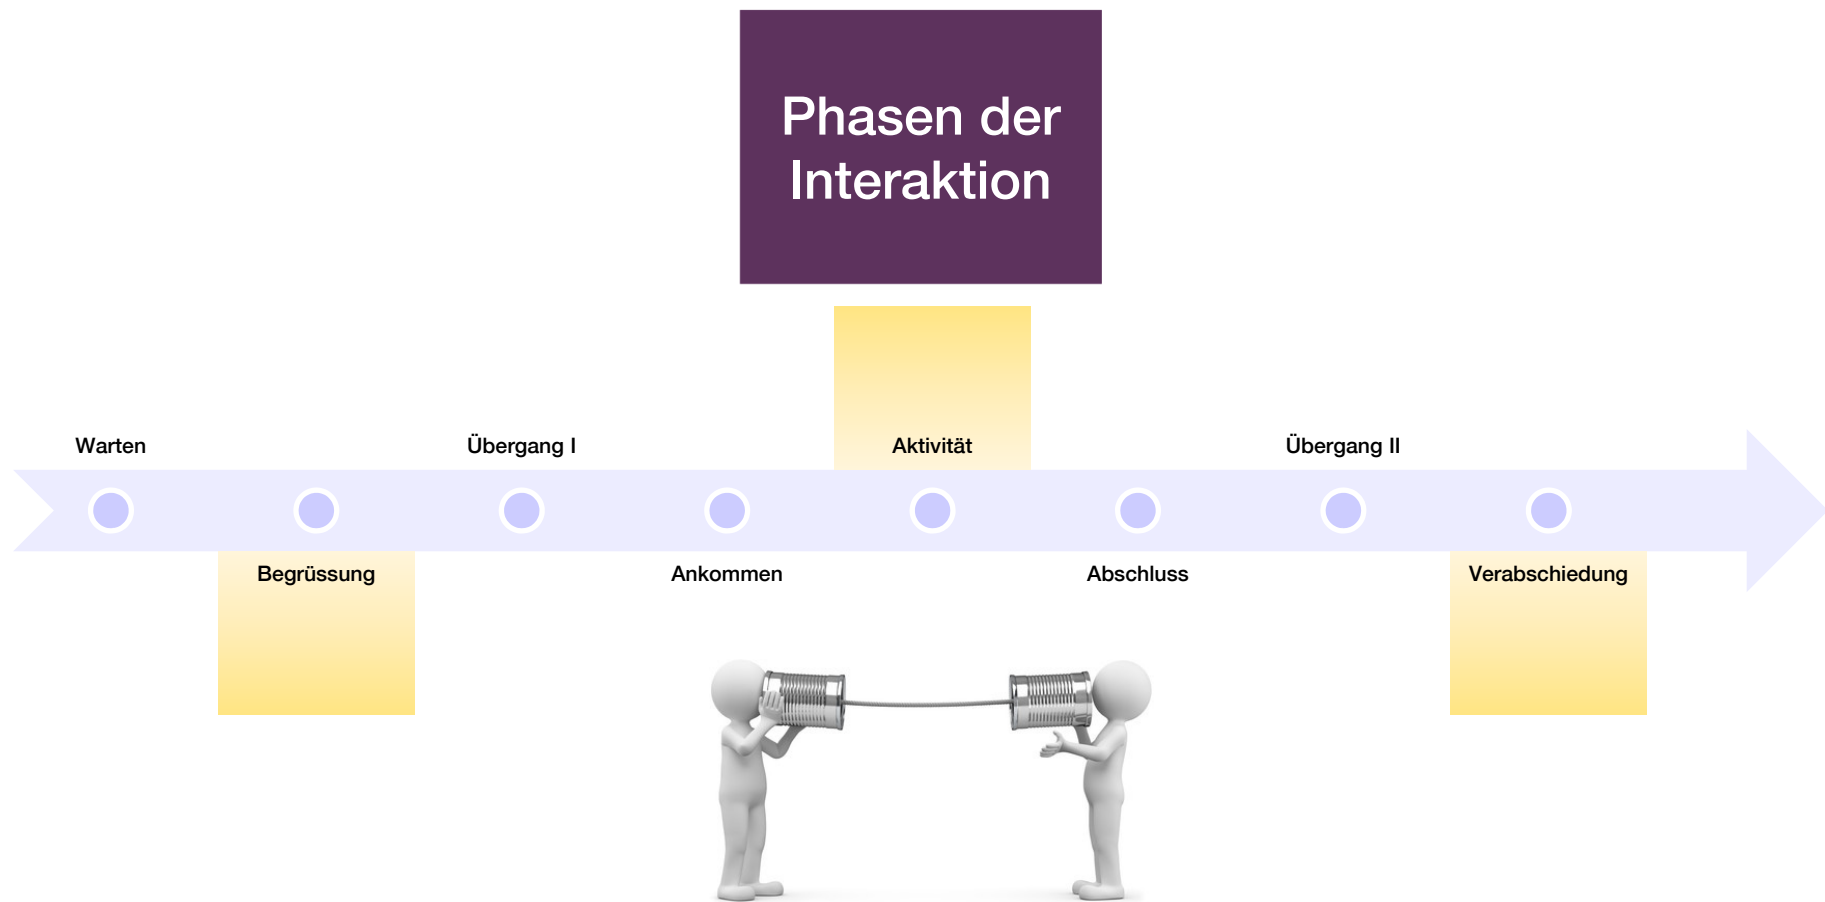 Phasen der
Interaktion
Warten
Übergang I
Aktivität
Übergang II
Begrüssung
Ankommen
Abschluss
Verabschiedung